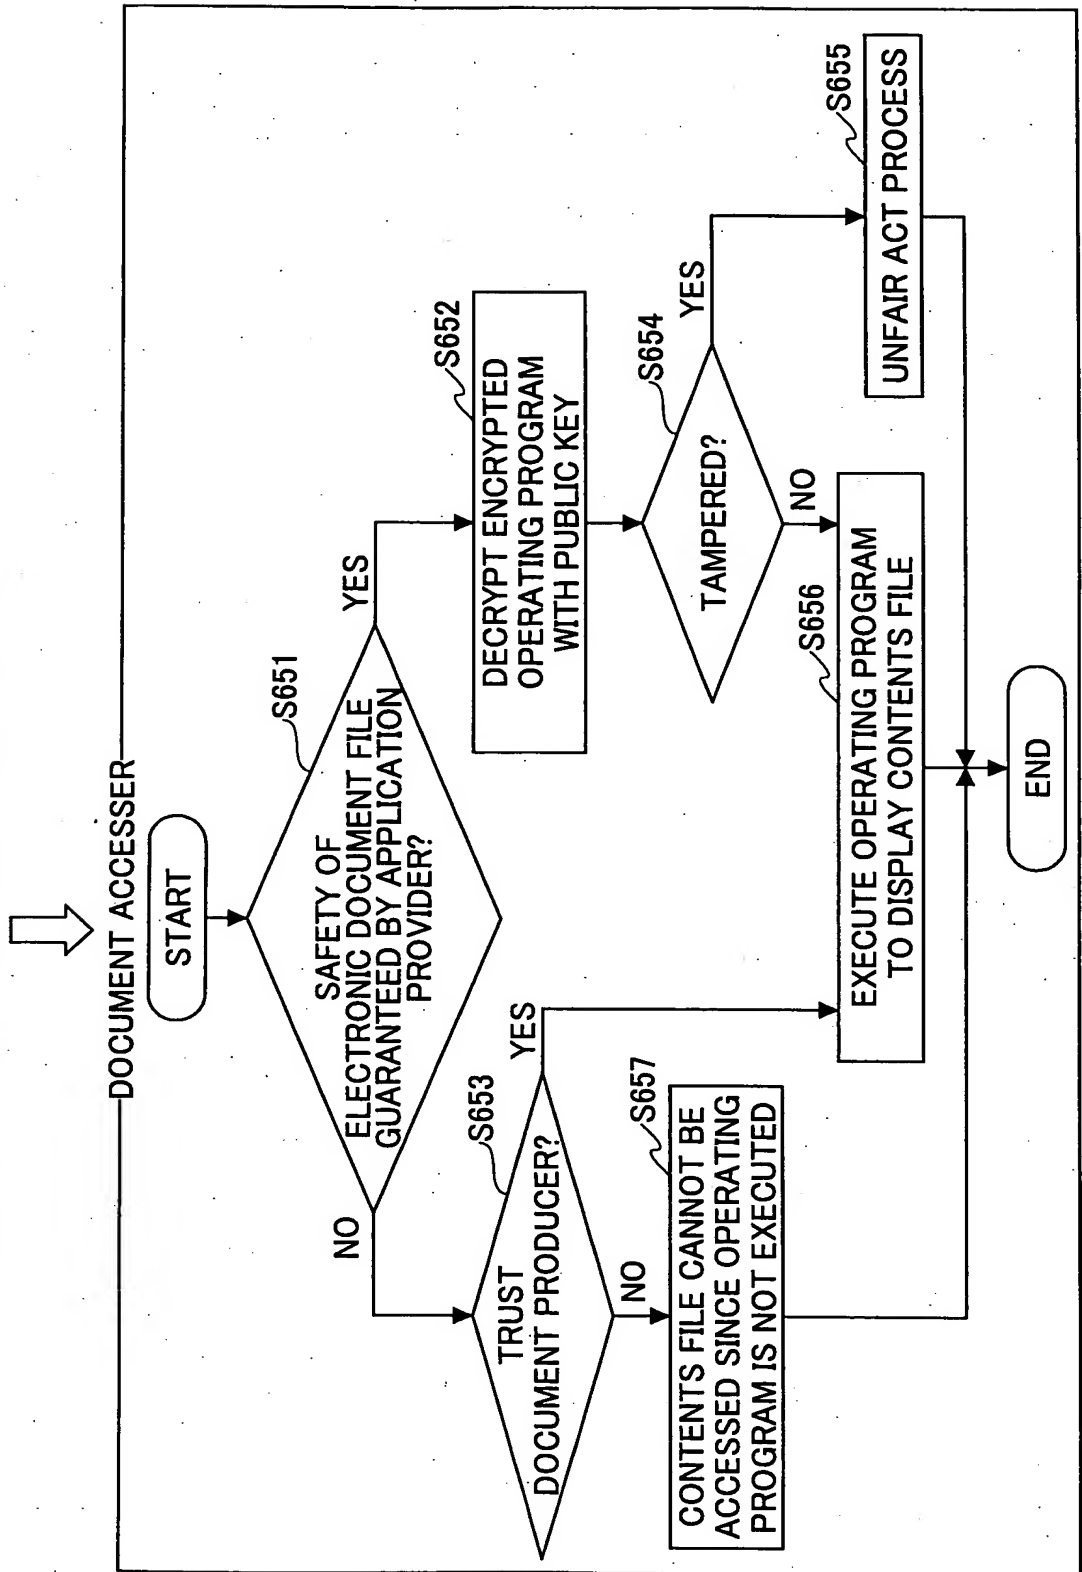 DOCUMENT ACCESSER
START
S651
SAFETY OF
ELECTRONIC DOCUMENT FILE
GUARANTEED BY APPLICATION
PROVIDER?
NO
YES
S653
TRUST
DOCUMENT PRODUCER?
YES
NO
S652
DECRYPT ENCRYPTED
OPERATING PROGRAM
WITH PUBLIC KEY
S654
TAMPERED?
YES
NO
S657
CONTENTS FILE CANNOT BE
ACCESSED SINCE OPERATING
PROGRAM IS NOT EXECUTED
S656
EXECUTE OPERATING PROGRAM
TO DISPLAY CONTENTS FILE
S655
UNFAIR ACT PROCESS
END